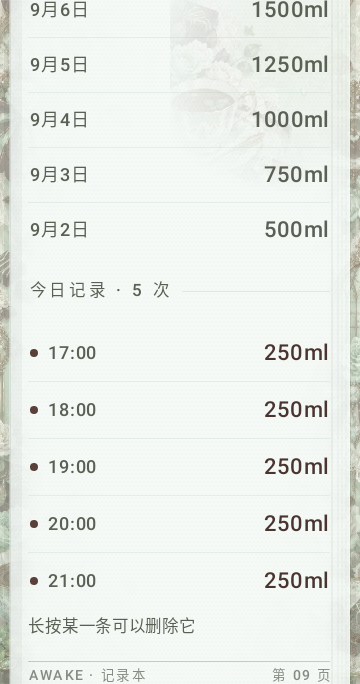 9月6日 1500ml
9月5日 1250ml
9月4日 1000ml
9月3日 750ml
9月2日 500ml
今日记录 · 5 次
17:00 250ml
18:00 250ml
19:00 250ml
20:00 250ml
21:00 250ml
长按某一条可以删除它
AWAKE · 记录本 第 09 页